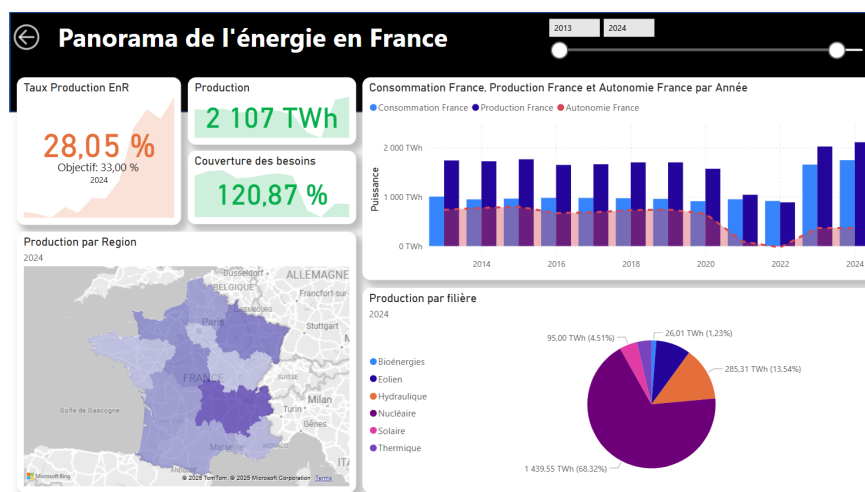 Panorama de l'énergie en France
2013
2024
Taux Production EnR
28,05 %
Objectif: 33,00 %
2024
Production
2 107 TWh
Couverture des besoins
120,87 %
Consommation France, Production France et Autonomie France par Année
Consommation France Production France Autonomie France
Puissance
2 000 TWh
1 000 TWh
0 TWh
2014 2016 2018 2020 2022 2024
Production par Region
2024
Düsseldorf
ALLEMAGNE
BELGIQUE
Francfort-sur-
LUXEMBOURG
Paris
Stuttgart
FRANCE
SUISSE
Milan
Turin
Golfe de Gascogne
Gênes
Marseille
MONACO
ITA
ANDORRE
Microsoft Bing
© 2025 TomTom, © 2025 Microsoft Corporation Terms
Production par filière
2024
Bioénergies
Eolien
Hydraulique
Nucléaire
Solaire
Thermique
95,00 TWh (4,51%)
26,01 TWh (1,23%)
285,31 TWh (13,54%)
1 439,55 TWh (68,32%)